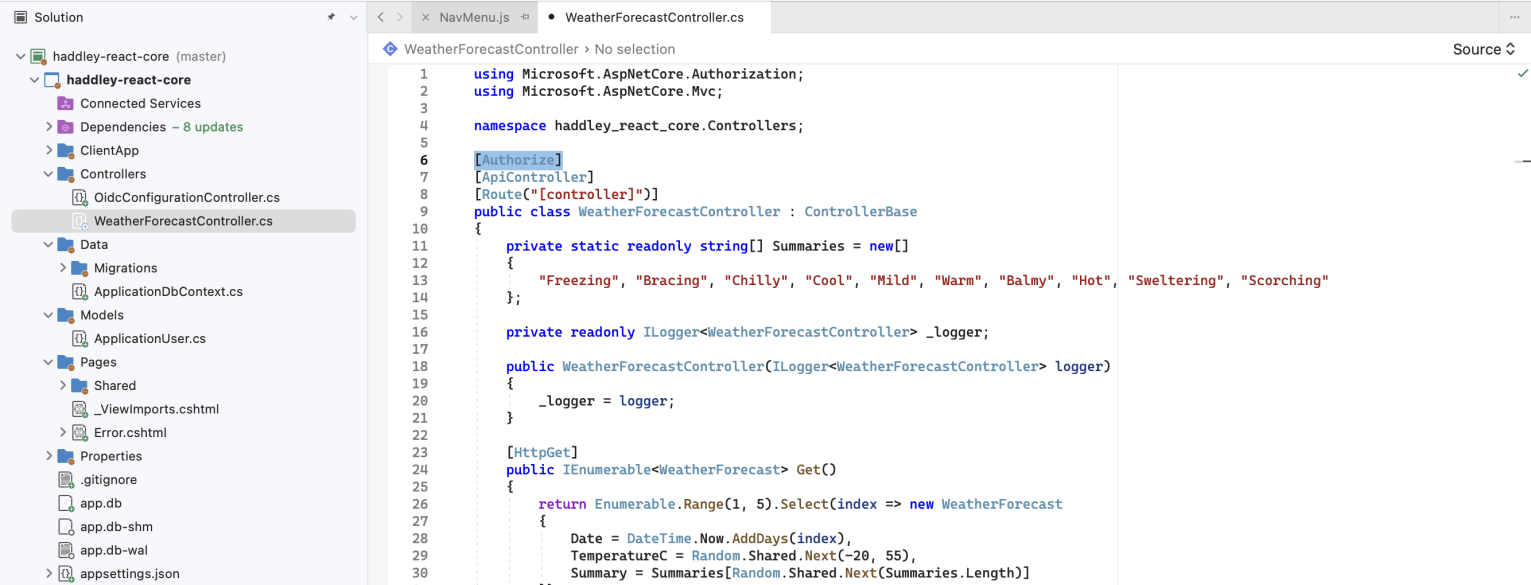 Solution
haddley-react-core (master)
haddley-react-core
Connected Services
Dependencies – 8 updates
ClientApp
Controllers
OidcConfigurationController.cs
WeatherForecastController.cs
Data
Migrations
ApplicationDbContext.cs
Models
ApplicationUser.cs
Pages
Shared
_ViewImports.cshtml
Error.cshtml
Properties
.gitignore
app.db
app.db-shm
app.db-wal
appsettings.json
NavMenu.js
WeatherForecastController.cs
WeatherForecastController › No selection
Source
1 using Microsoft.AspNetCore.Authorization;
2 using Microsoft.AspNetCore.Mvc;
3
4 namespace haddley_react_core.Controllers;
5
6 [Authorize]
7 [ApiController]
8 [Route("[controller]")]
9 public class WeatherForecastController : ControllerBase
10 {
11 private static readonly string[] Summaries = new[]
12 {
13 "Freezing", "Bracing", "Chilly", "Cool", "Mild", "Warm", "Balmy", "Hot", "Sweltering", "Scorching"
14 };
15
16 private readonly ILogger<WeatherForecastController> _logger;
17
18 public WeatherForecastController(ILogger<WeatherForecastController> logger)
19 {
20 _logger = logger;
21 }
22
23 [HttpGet]
24 public IEnumerable<WeatherForecast> Get()
25 {
26 return Enumerable.Range(1, 5).Select(index => new WeatherForecast
27 {
28 Date = DateTime.Now.AddDays(index),
29 TemperatureC = Random.Shared.Next(-20, 55),
30 Summary = Summaries[Random.Shared.Next(Summaries.Length)]